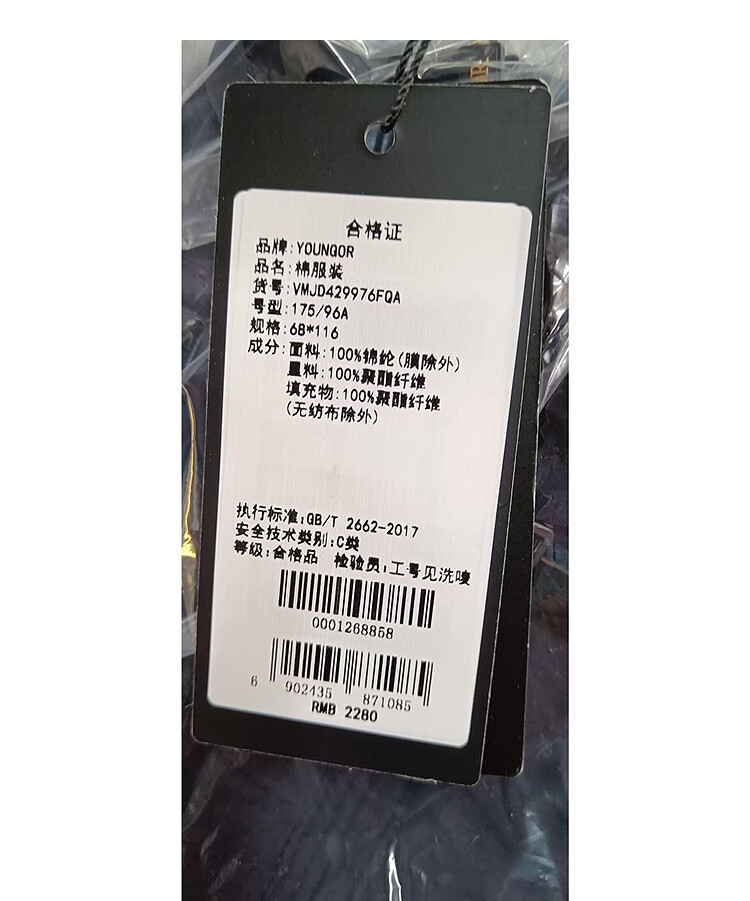 R
合格证
品牌:YOUNGOR
品名:棉服装
货号:VMJD429976FQA
号型:175/96A
规格:68*116
成分:面料:100%锦纶(膜除外)
里料:100%聚酯纤维
填充物:100%聚酯纤维
(无纺布除外)
执行标准:GB/T 2662-2017
安全技术类别:C类
等级:合格品 检验员:工号见洗唛
0001268858
6 902435 871085
RMB 2280